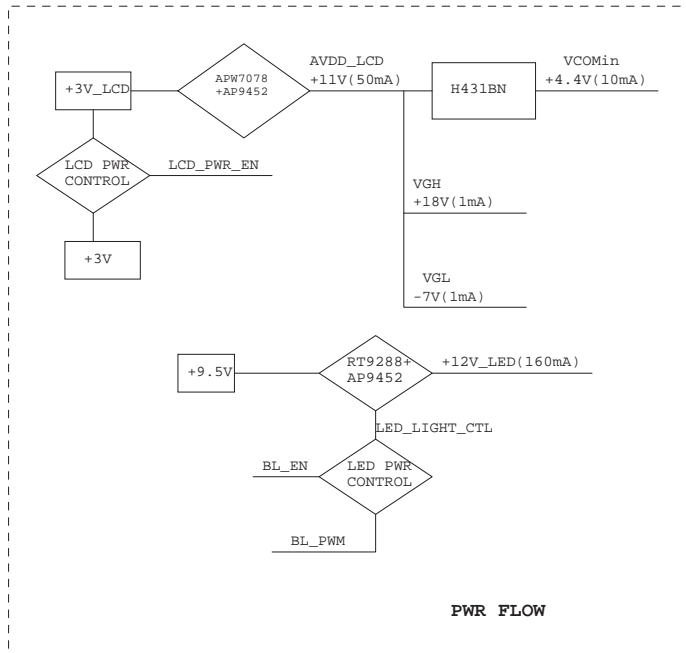 AVDD_LCD
+11V(50mA)
VCOMin
+4.4V(10mA)
+3V_LCD
APW7078
+AP9452
H431BN
LCD PWR
CONTROL
LCD_PWR_EN
VGH
+18V(1mA)
+3V
VGL
-7V(1mA)
+9.5V
RT9288+
AP9452
+12V_LED(160mA)
LED_LIGHT_CTL
BL_EN
LED PWR
CONTROL
BL_PWM
PWR FLOW